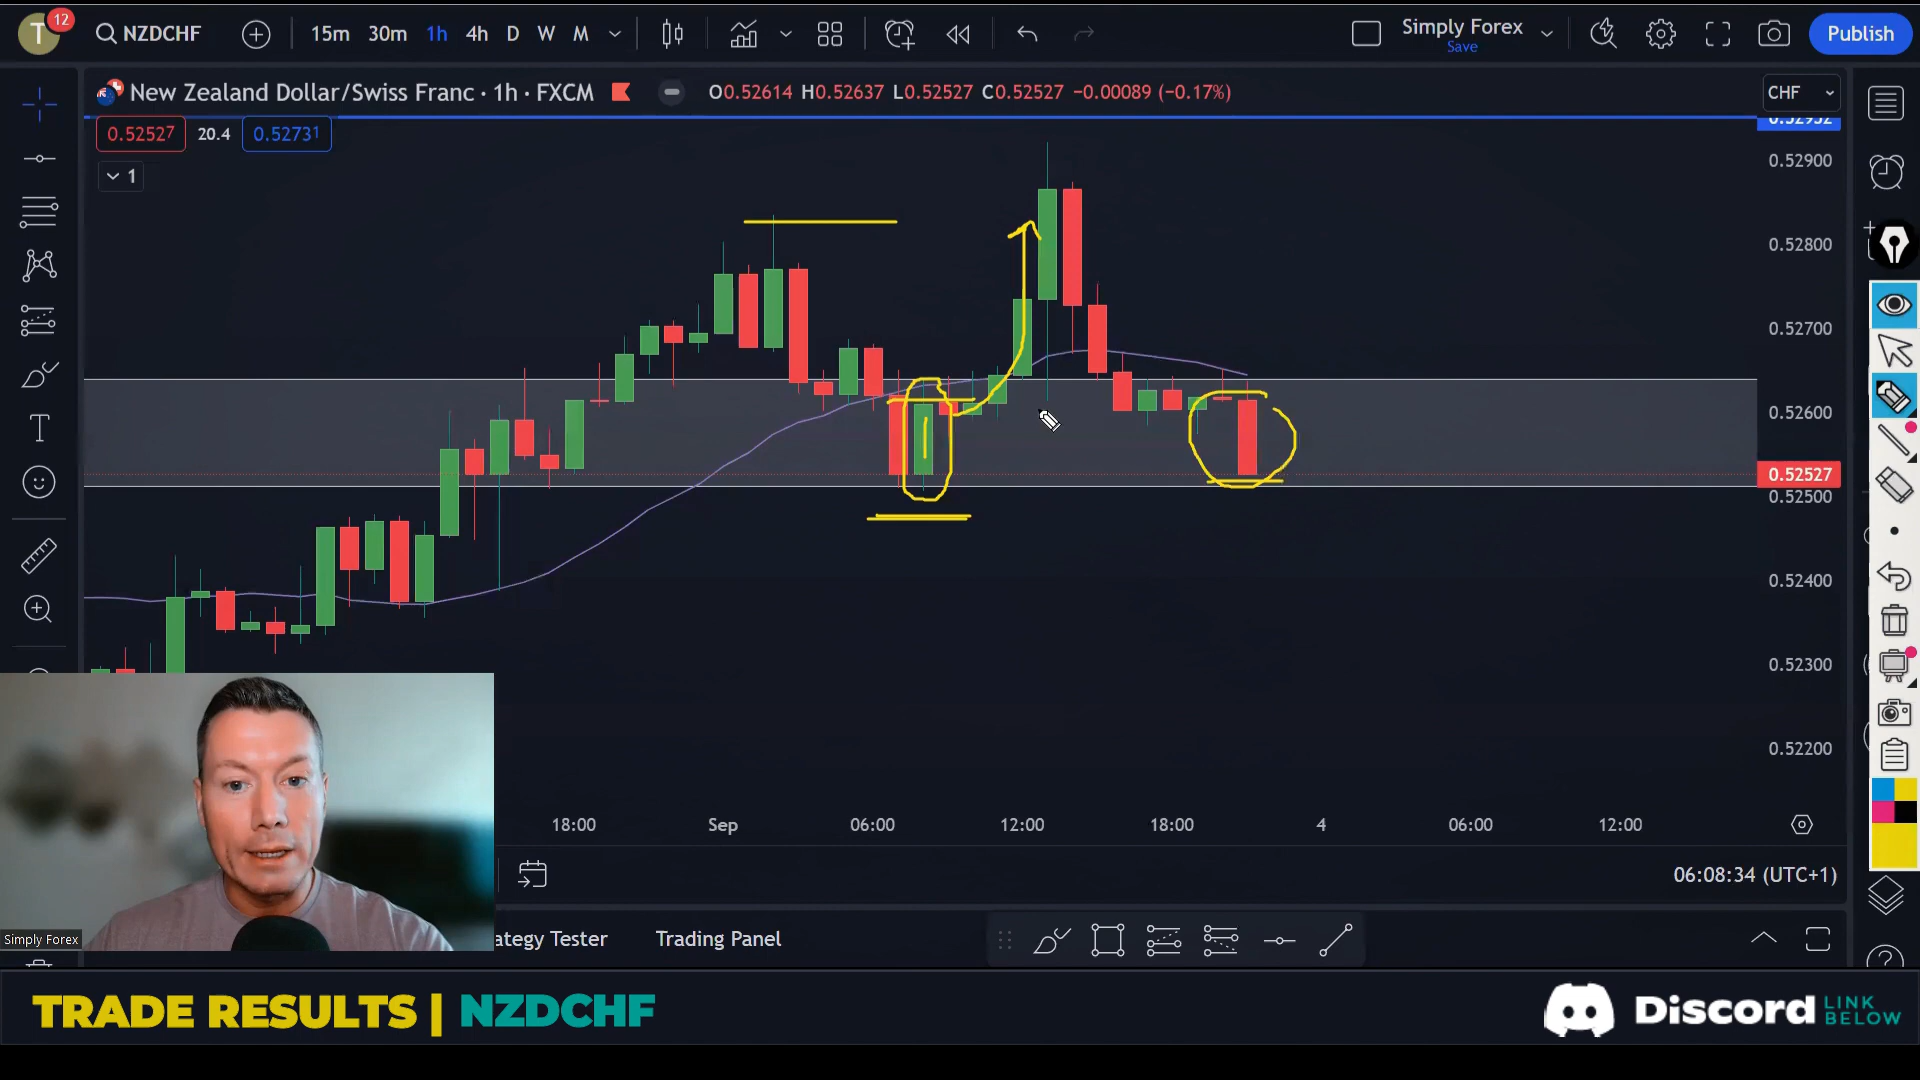 T 12 NZDCHF 15m 30m 1h 4h D W M Simply Forex Save Publish
New Zealand Dollar/Swiss Franc · 1h · FXCM O0.52614 H0.52637 L0.52527 C0.52527 −0.00089 (−0.17%) CHF
0.52527 20.4 0.52731
1
0.52900
0.52800
0.52700
0.52600
0.52527
0.52500
0.52400
0.52300
0.52200
18:00 Sep 06:00 12:00 18:00 4 06:00 12:00
06:08:34 (UTC+1)
ategy Tester Trading Panel
Simply Forex
TRADE RESULTS | NZDCHF Discord LINK BELOW